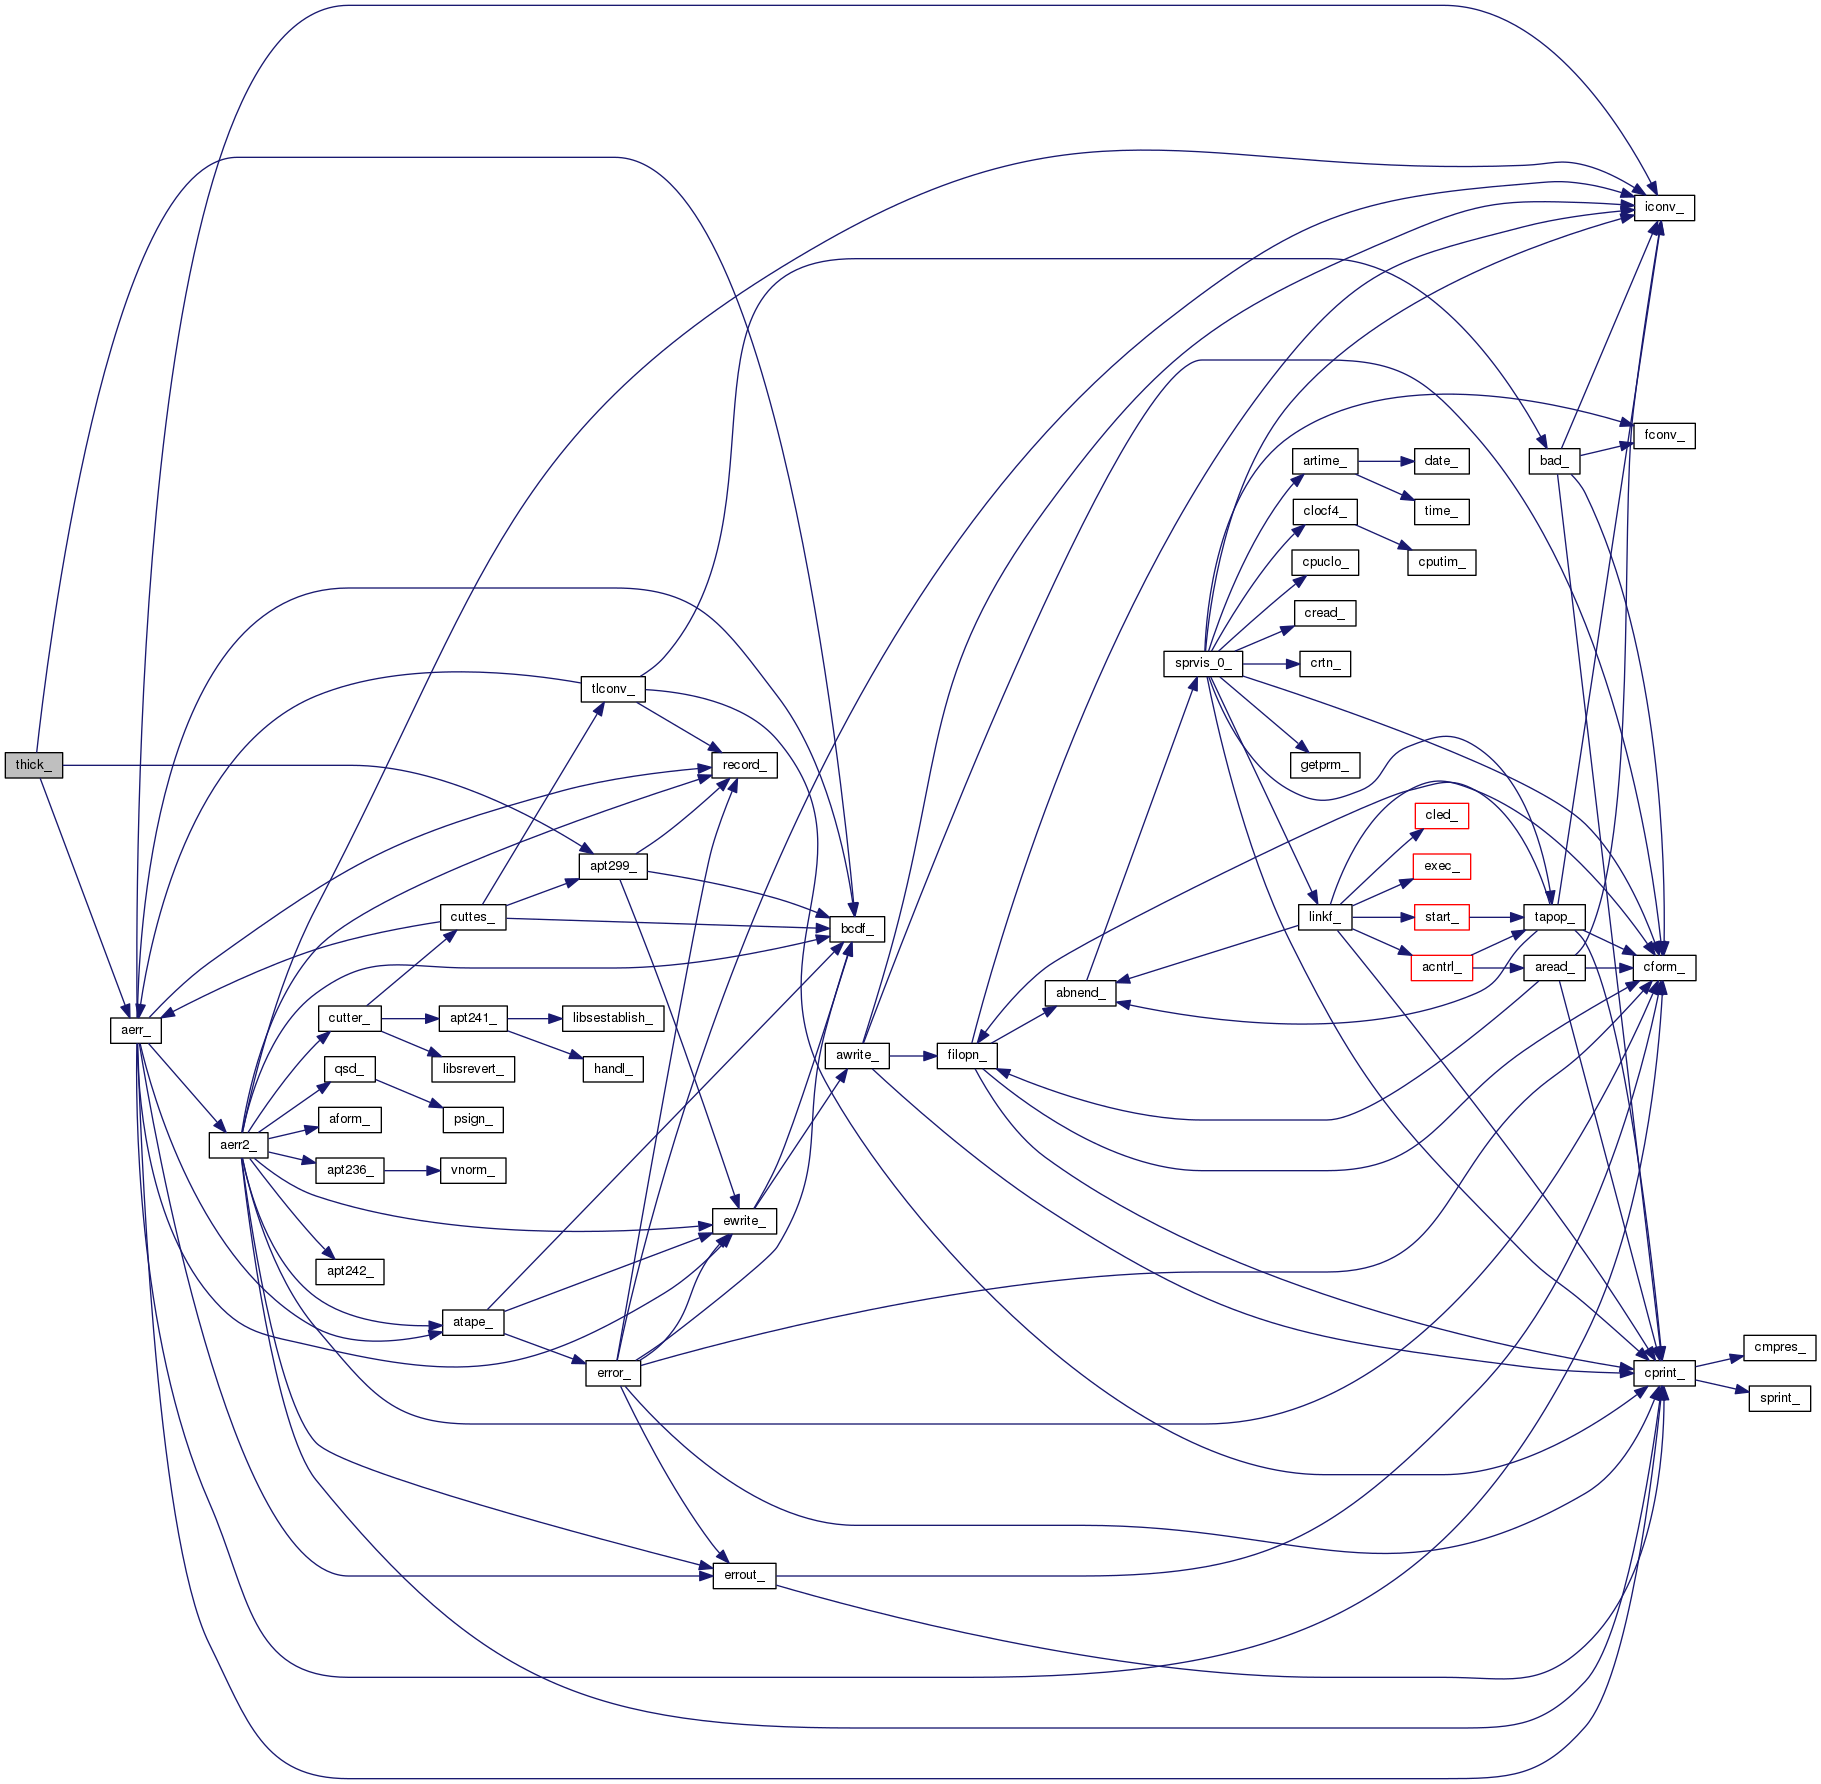 iconv_
fconv_
bad_
artime_
date_
clocf4_
time_
cpuclo_
cputim_
cread_
sprvis_0_
crtn_
tlconv_
thick_
record_
getprm_
cled_
apt299_
exec_
cuttes_
bcdf_
linkf_
start_
tapop_
acntrl_
aread_
cform_
abnend_
aerr_
cutter_
apt241_
libsestablish_
qsd_
libsrevert_
handl_
awrite_
filopn_
aform_
psign_
aerr2_
apt236_
vnorm_
ewrite_
apt242_
atape_
error_
cprint_
cmpres_
sprint_
errout_